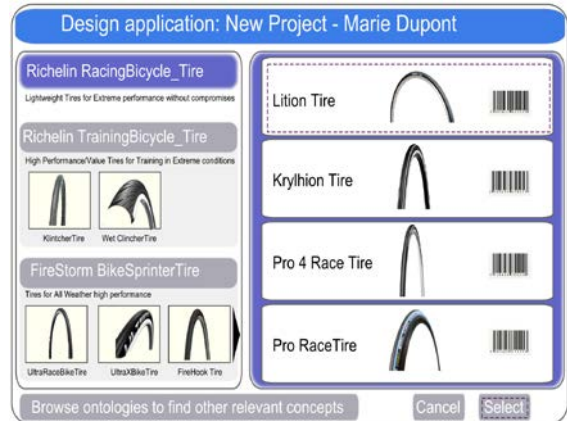 Design application: New Project - Marie Dupont
Richelin RacingBicycle_Tire
Lightweight Tires for Extreme performance without compromises
Richelin TrainingBicycle_Tire
High Performance/Value Tires for Training in Extreme conditions
KlintcherTire Wet ClincherTire
FireStorm BikeSprinterTire
Tires for All Weather high performance
UltraRaceBikeTire UltraXBikeTire FireHook Tire
Lition Tire
Krylhion Tire
Pro 4 Race Tire
Pro RaceTire
Browse ontologies to find other relevant concepts Cancel Select